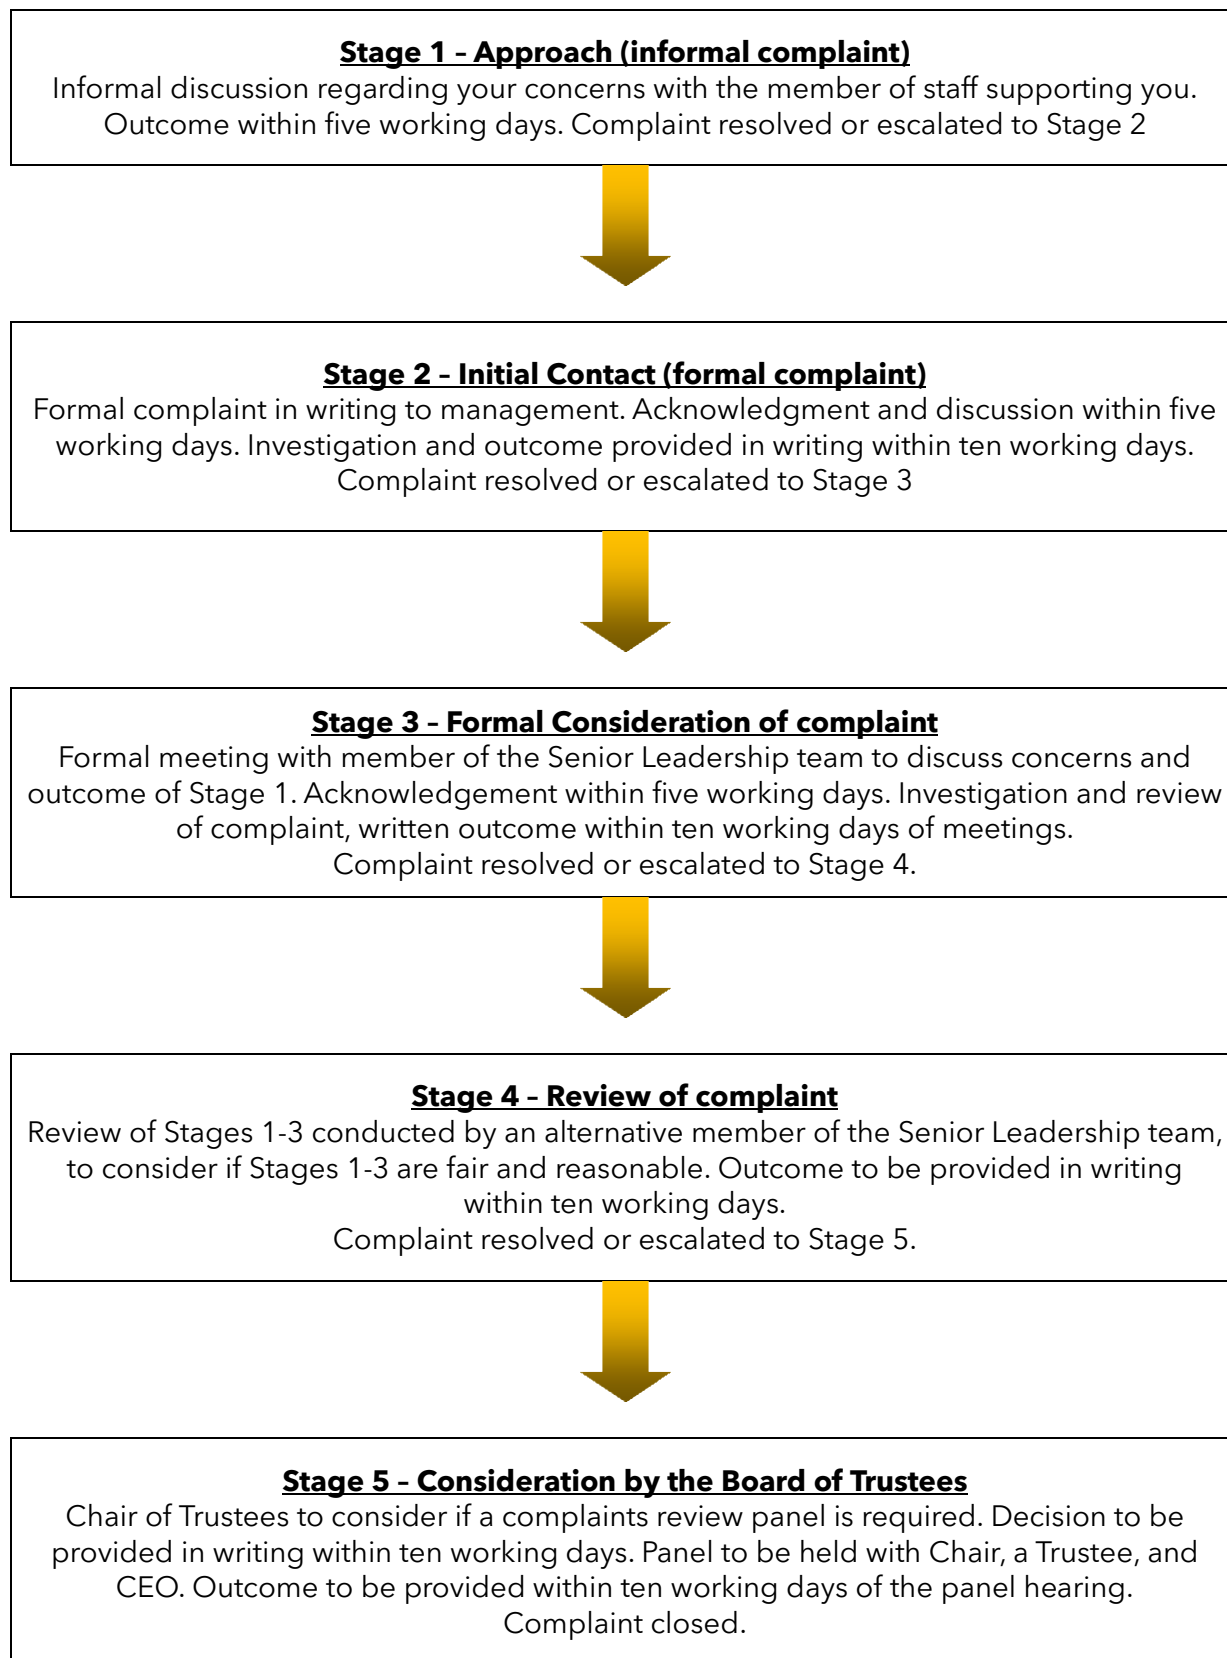 Stage 1 – Approach (informal complaint)
Informal discussion regarding your concerns with the member of staff supporting you.
Outcome within five working days. Complaint resolved or escalated to Stage 2
Stage 2 – Initial Contact (formal complaint)
Formal complaint in writing to management. Acknowledgment and discussion within five
working days. Investigation and outcome provided in writing within ten working days.
Complaint resolved or escalated to Stage 3
Stage 3 – Formal Consideration of complaint
Formal meeting with member of the Senior Leadership team to discuss concerns and
outcome of Stage 1. Acknowledgement within five working days. Investigation and review
of complaint, written outcome within ten working days of meetings.
Complaint resolved or escalated to Stage 4.
Stage 4 – Review of complaint
Review of Stages 1-3 conducted by an alternative member of the Senior Leadership team,
to consider if Stages 1-3 are fair and reasonable. Outcome to be provided in writing
within ten working days.
Complaint resolved or escalated to Stage 5.
Stage 5 – Consideration by the Board of Trustees
Chair of Trustees to consider if a complaints review panel is required. Decision to be
provided in writing within ten working days. Panel to be held with Chair, a Trustee, and
CEO. Outcome to be provided within ten working days of the panel hearing.
Complaint closed.